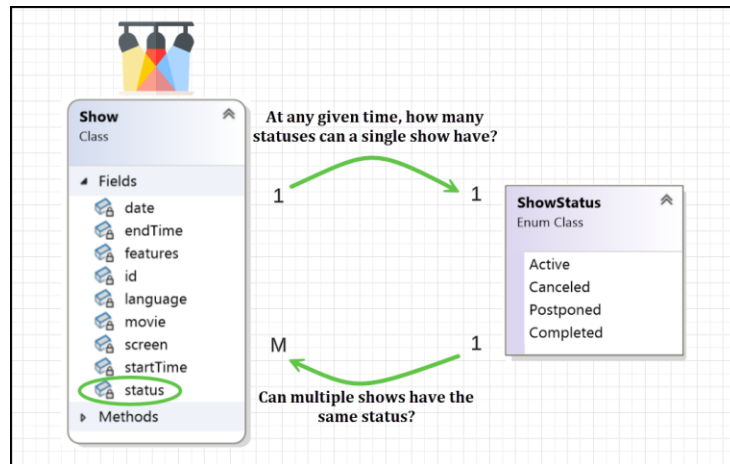 At any given time, how many
statuses can a single show have?
Show
Class
Fields
date
endTime
features
id
language
movie
screen
startTime
status
Methods
1
1
ShowStatus
Enum Class
Active
Canceled
Postponed
Completed
M
1
Can multiple shows have the
same status?